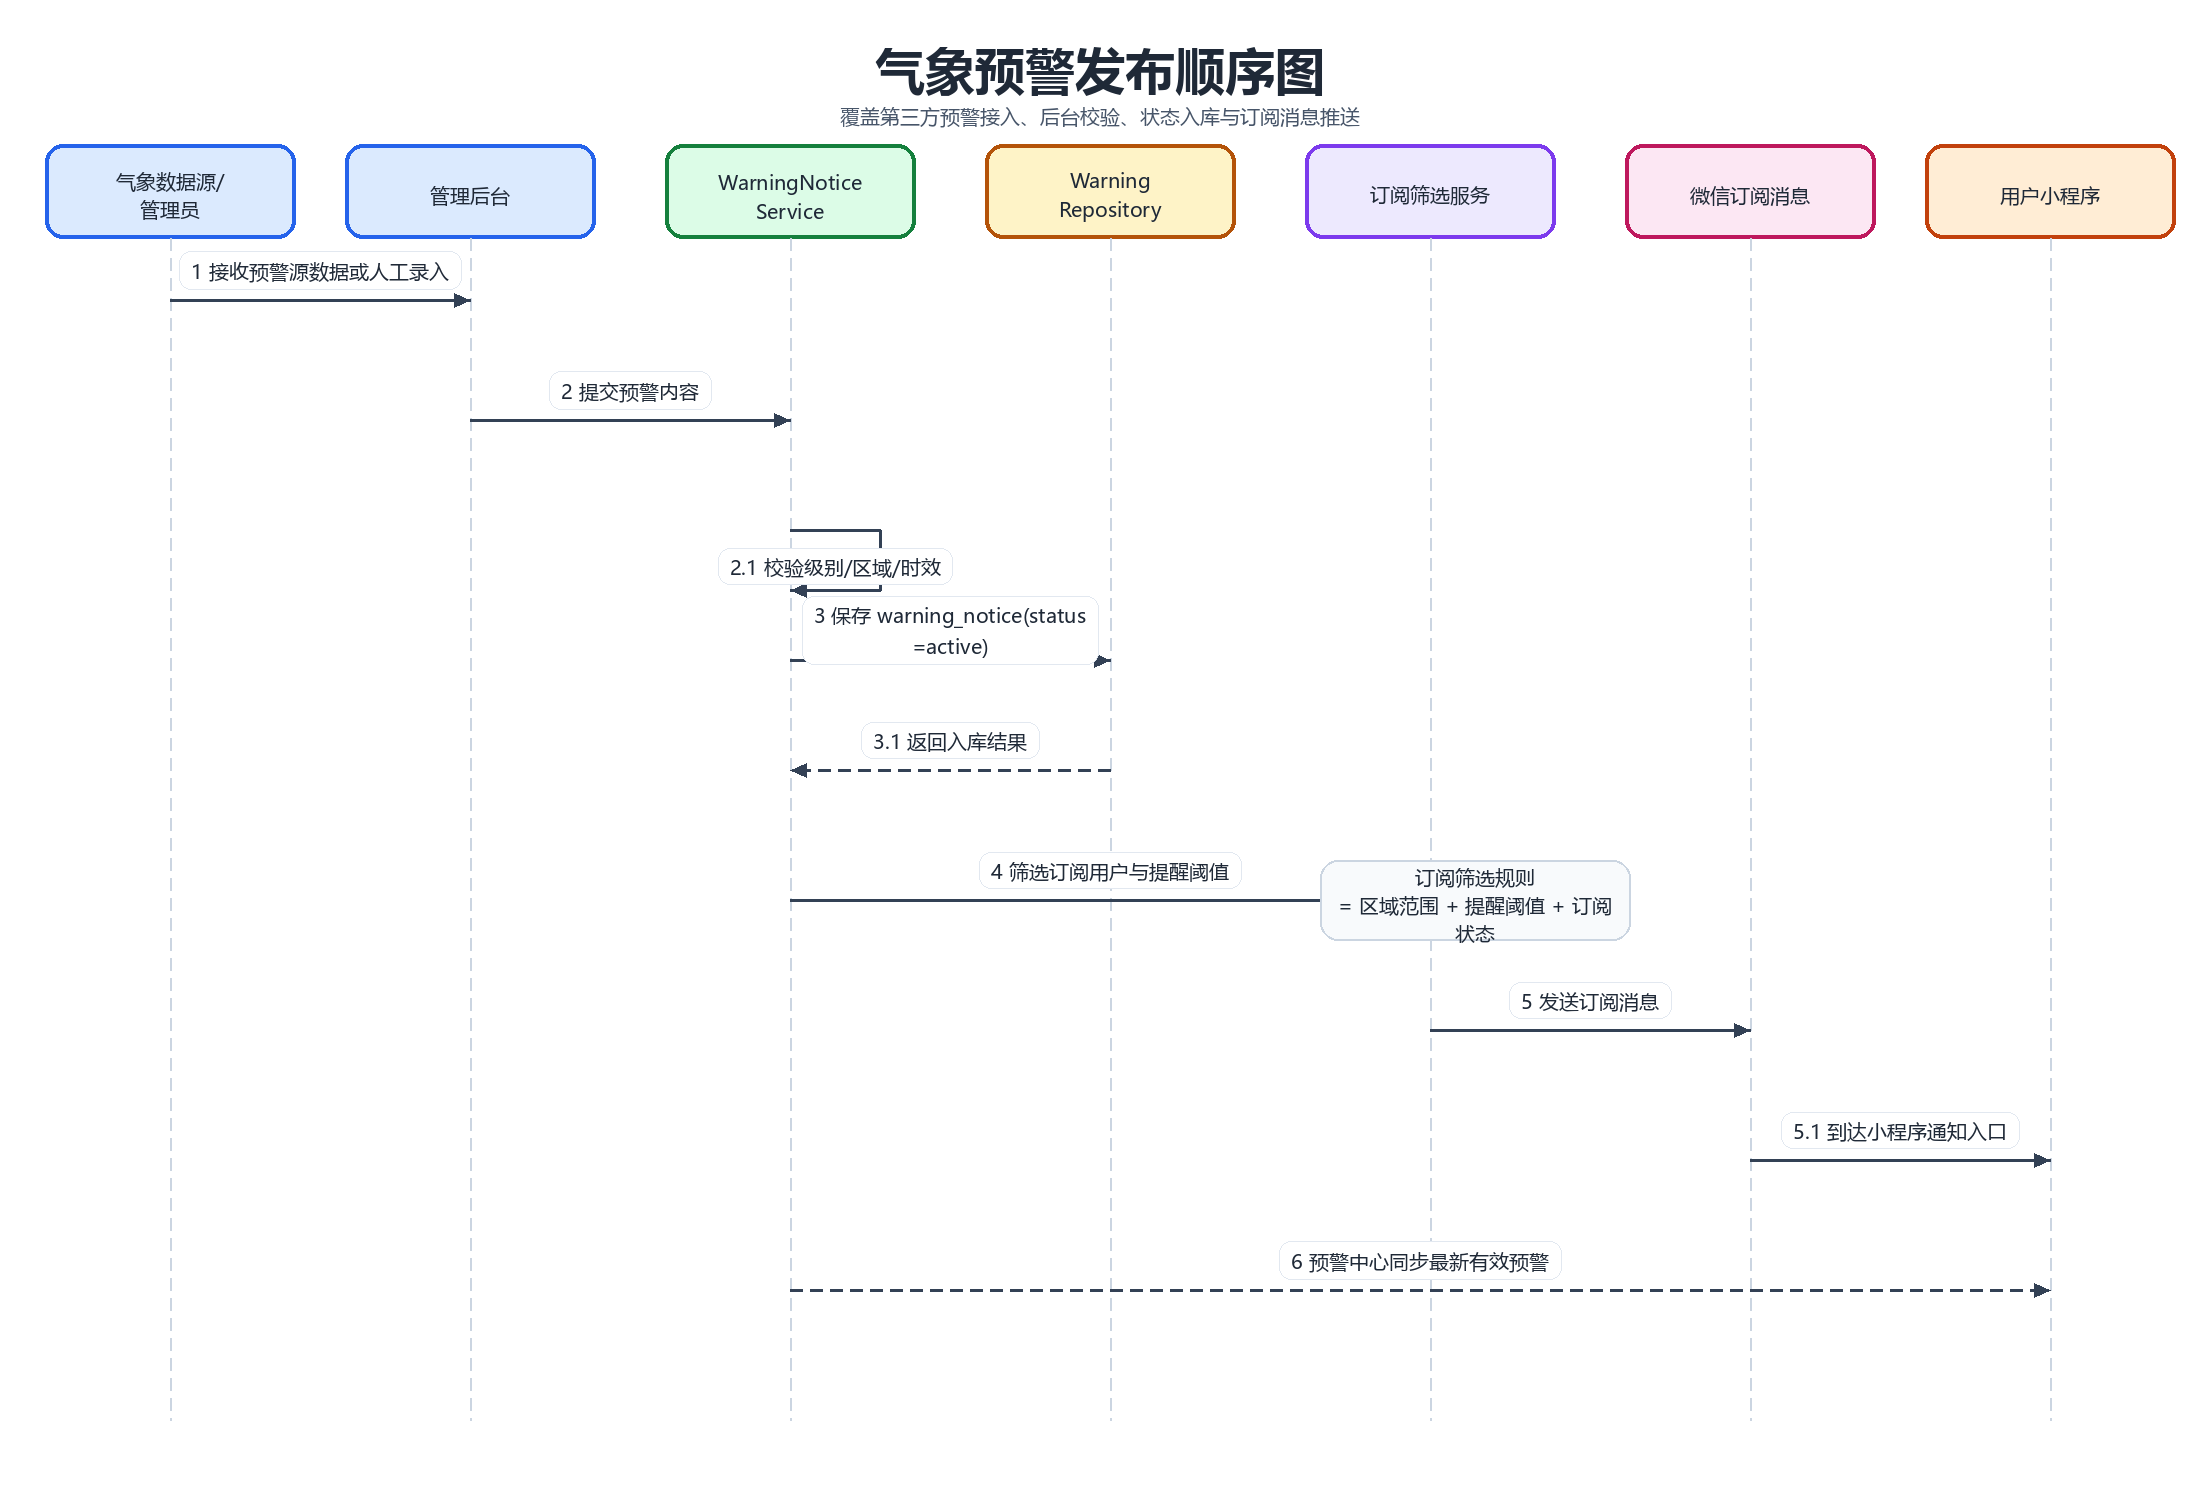 气象预警发布顺序图
覆盖第三方预警接入、后台校验、状态入库与订阅消息推送
气象数据源/
管理员
管理后台
WarningNotice
Service
Warning
Repository
订阅筛选服务
微信订阅消息
用户小程序
1 接收预警源数据或人工录入
2 提交预警内容
2.1 校验级别/区域/时效
3 保存 warning_notice(status
=active)
3.1 返回入库结果
4 筛选订阅用户与提醒阈值
订阅筛选规则
= 区域范围 + 提醒阈值 + 订阅
状态
5 发送订阅消息
5.1 到达小程序通知入口
6 预警中心同步最新有效预警